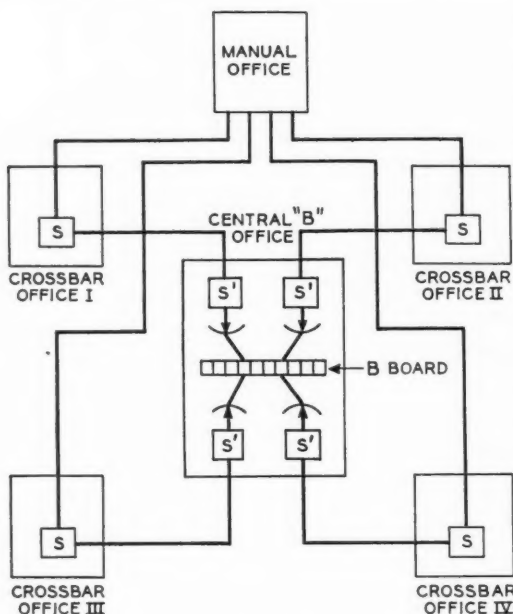 MANUAL
OFFICE
S
CROSSBAR
OFFICE I
CENTRAL "B"
OFFICE
S
CROSSBAR
OFFICE II
S'
S'
B BOARD
S'
S'
S
CROSSBAR
OFFICE III
S
CROSSBAR
OFFICE IV